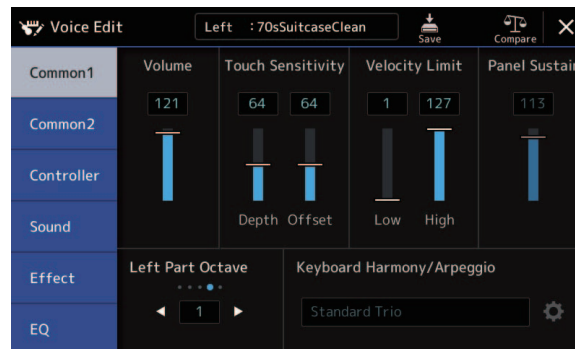 Voice Edit
Left :70sSuitcaseClean
Save
Compare
Common1
Common2
Controller
Sound
Effect
EQ
Volume
121
Touch Sensitivity
64 64
Depth Offset
Velocity Limit
1 127
Low High
Panel Sustain
113
Left Part Octave
1
Keyboard Harmony/Arpeggio
Standard Trio